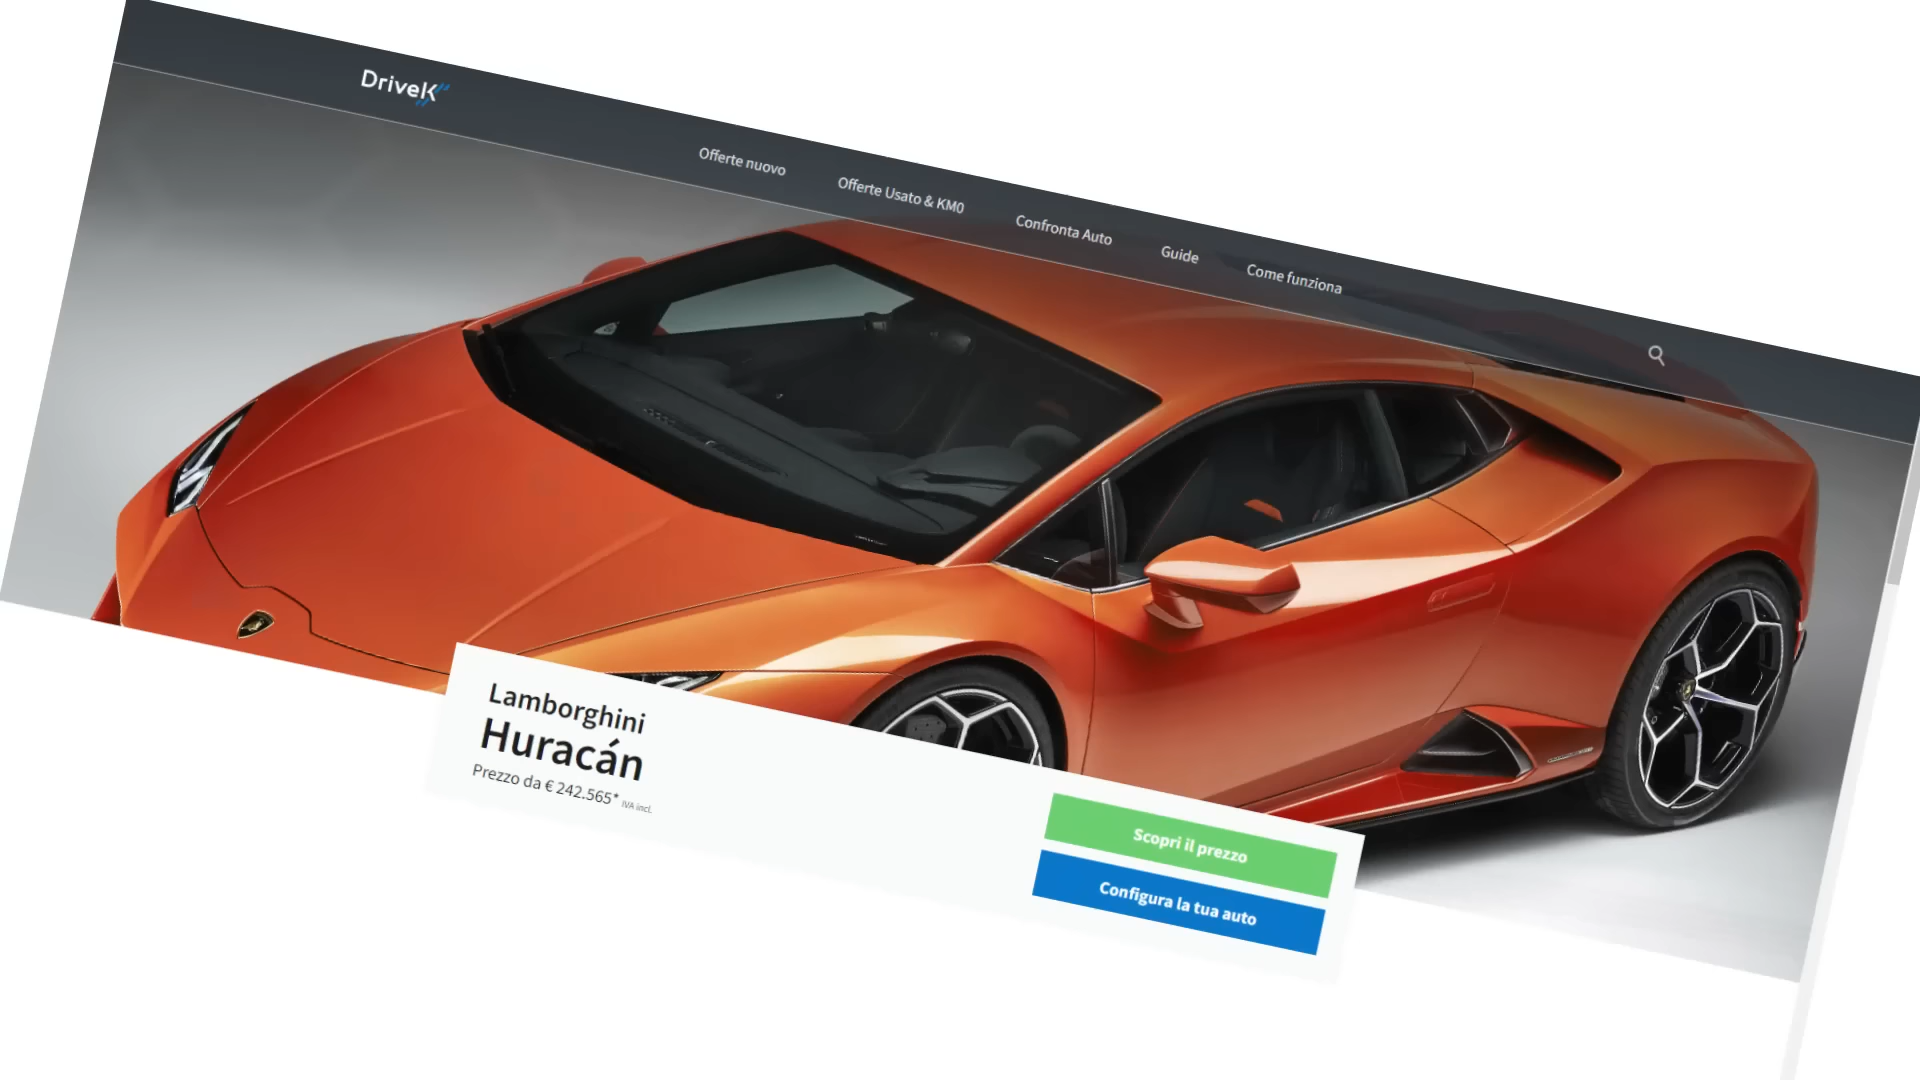 DriveK
Offerte nuovo
Offerte Usato & KM0
Confronta Auto
Guide
Come funziona
Lamborghini
Huracán
Prezzo da € 242.565* IVA incl.
Scopri il prezzo
Configura la tua auto